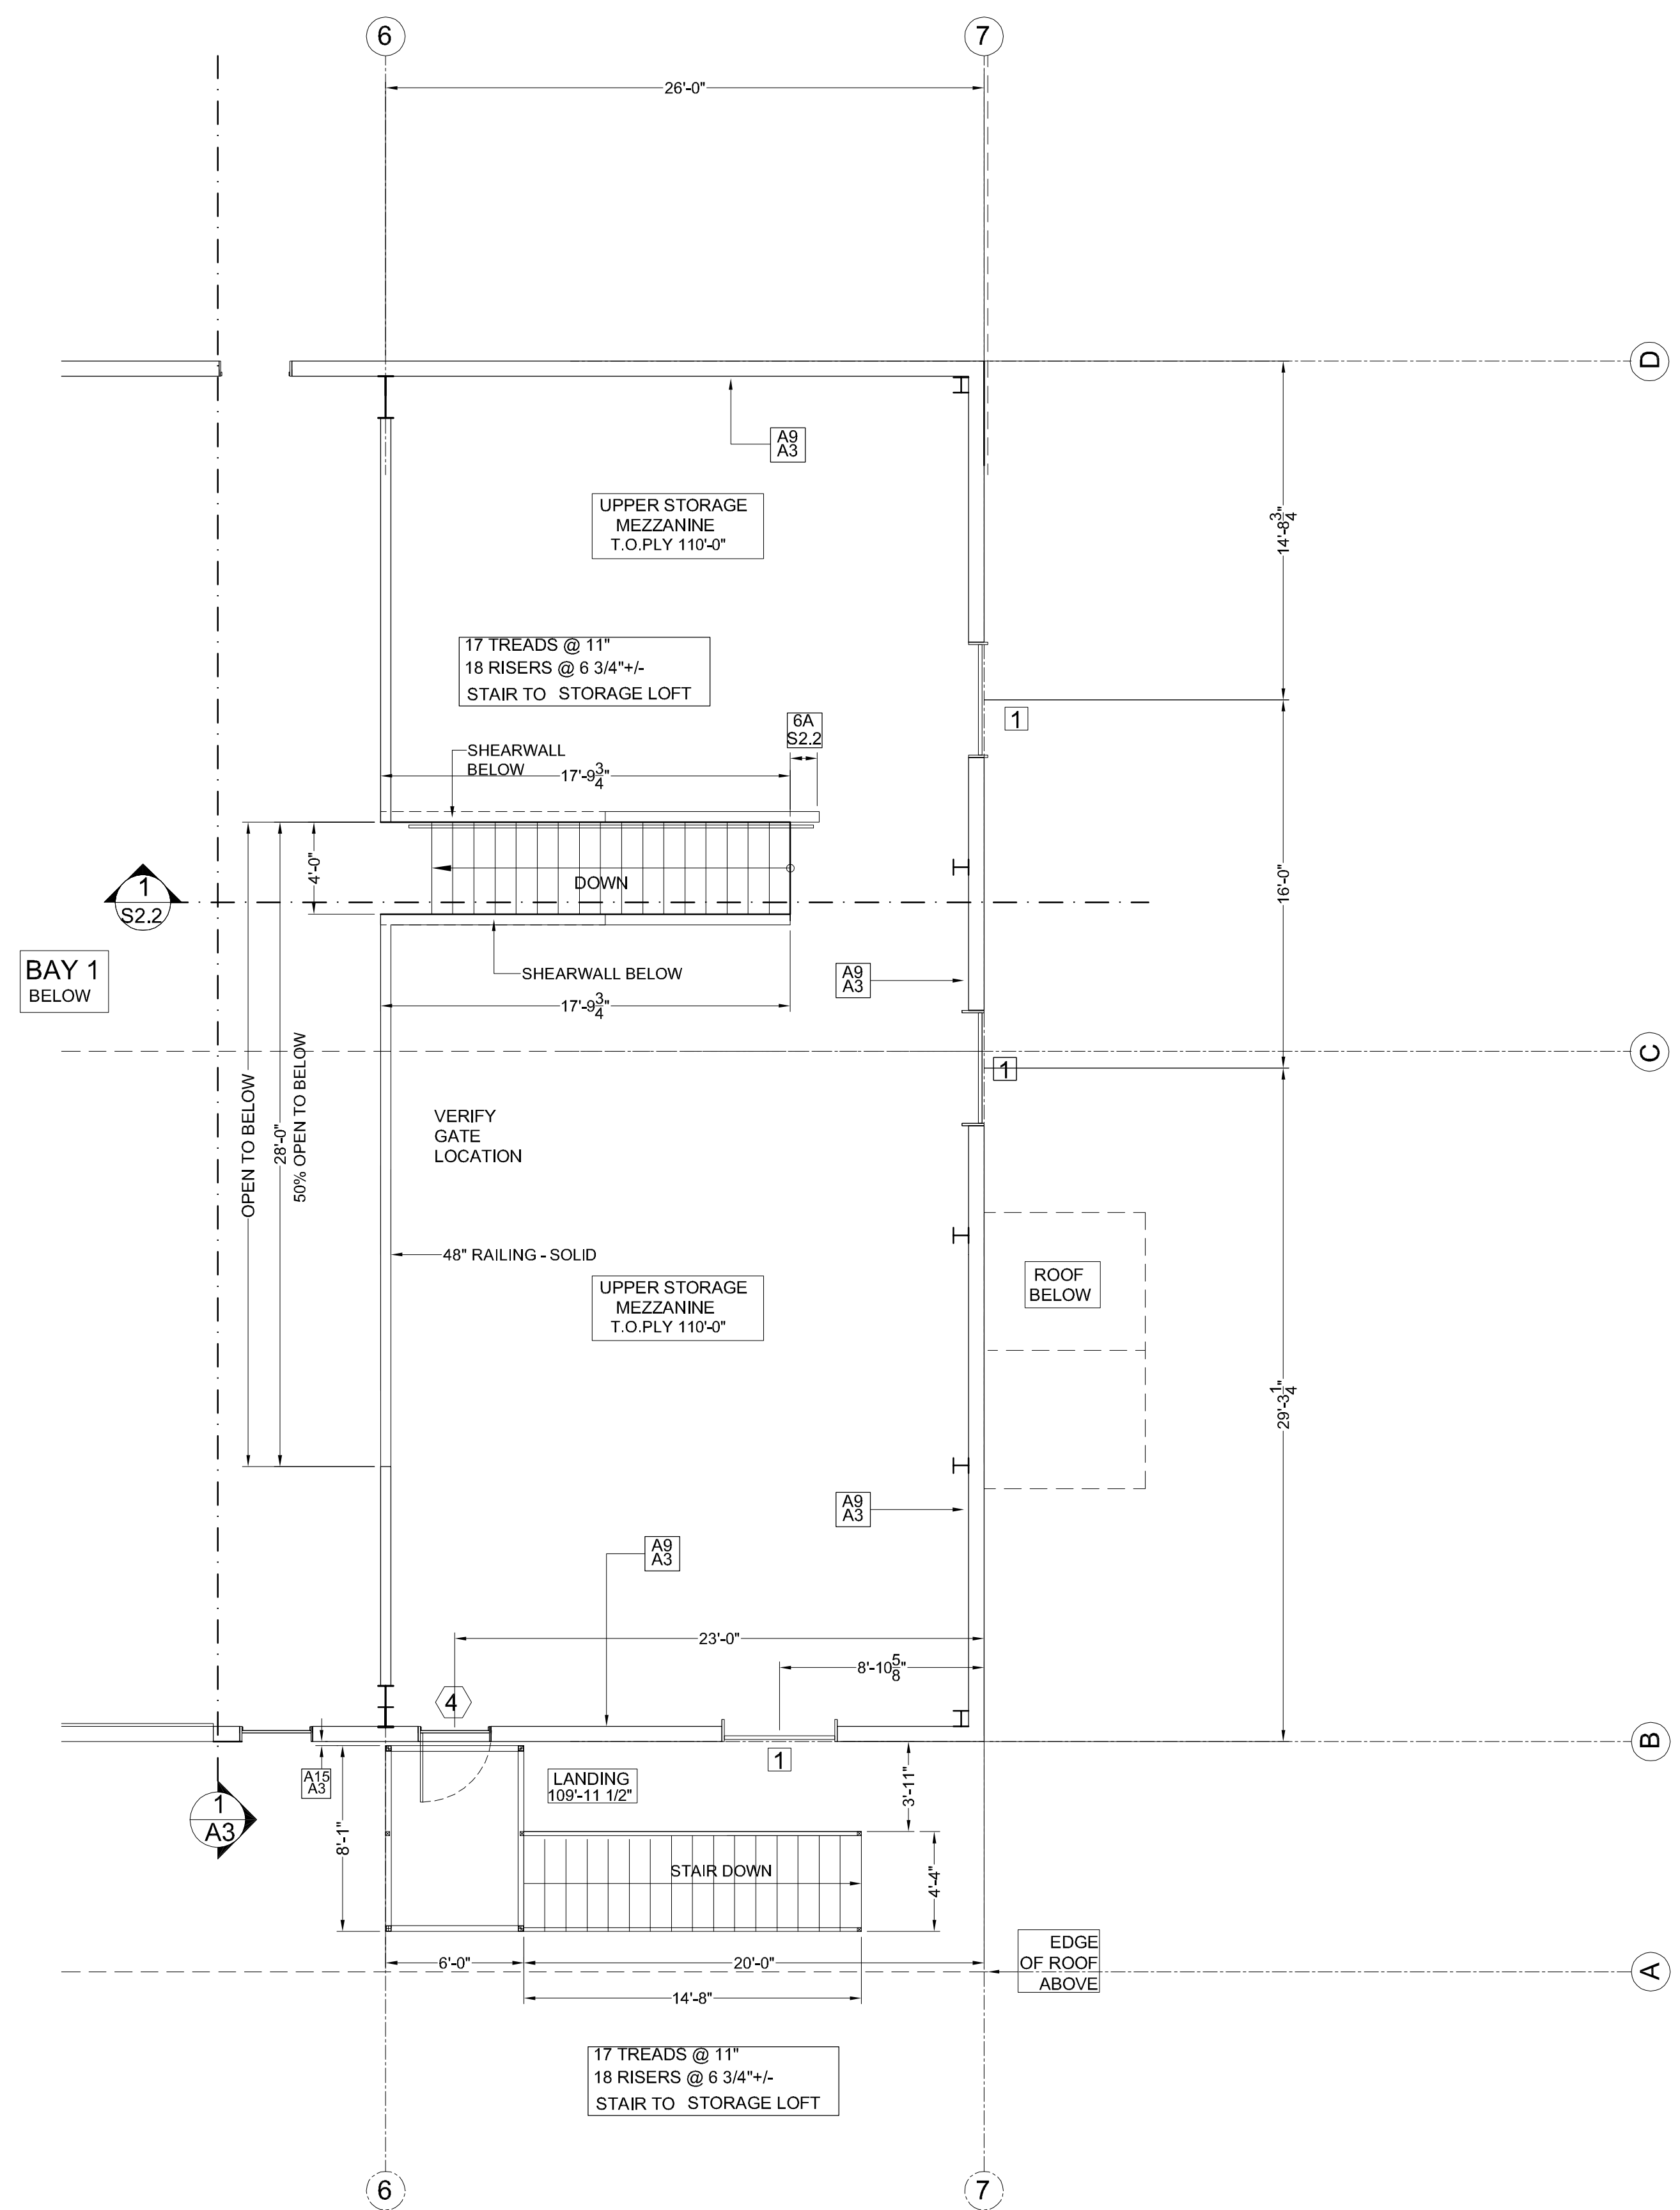 6
7
26'-0"
D
A9
A3
UPPER STORAGE
MEZZANINE
T.O.PLY 110'-0"
14'-8 3/4"
17 TREADS @ 11"
18 RISERS @ 6 3/4"+/-
STAIR TO STORAGE LOFT
6A
S2.2
1
SHEARWALL
BELOW
17'-9 3/4"
4'-0"
DOWN
16'-0"
1
S2.2
BAY 1
BELOW
SHEARWALL BELOW
A9
A3
17'-9 3/4"
C
1
OPEN TO BELOW
28'-0"
50% OPEN TO BELOW
VERIFY
GATE
LOCATION
48" RAILING - SOLID
UPPER STORAGE
MEZZANINE
T.O.PLY 110'-0"
ROOF
BELOW
29'-3 1/4"
A9
A3
A9
A3
23'-0"
8'-10 5/8"
4
B
1
A15
A3
LANDING
109'-11 1/2"
3'-11"
1
A3
8'-1"
STAIR DOWN
4'-4"
6'-0"
20'-0"
EDGE
OF ROOF
ABOVE
A
14'-8"
17 TREADS @ 11"
18 RISERS @ 6 3/4"+/-
STAIR TO STORAGE LOFT
6
7